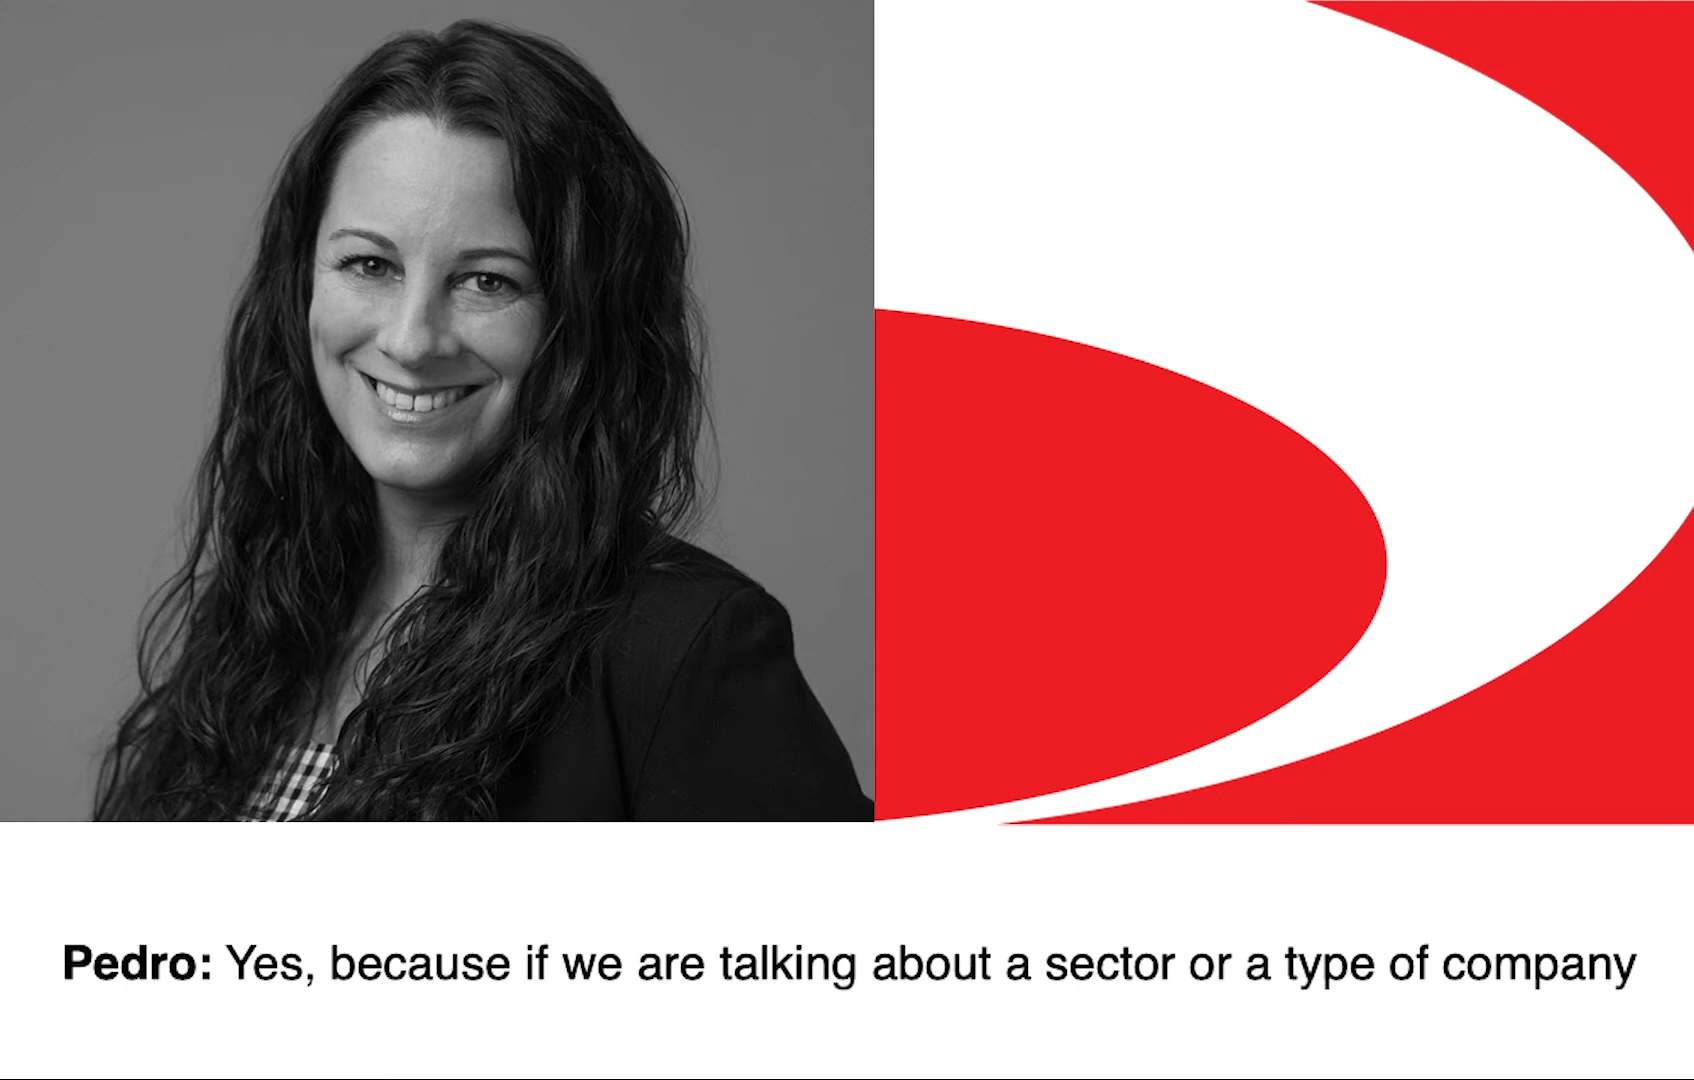 Pedro: Yes, because if we are talking about a sector or a type of company